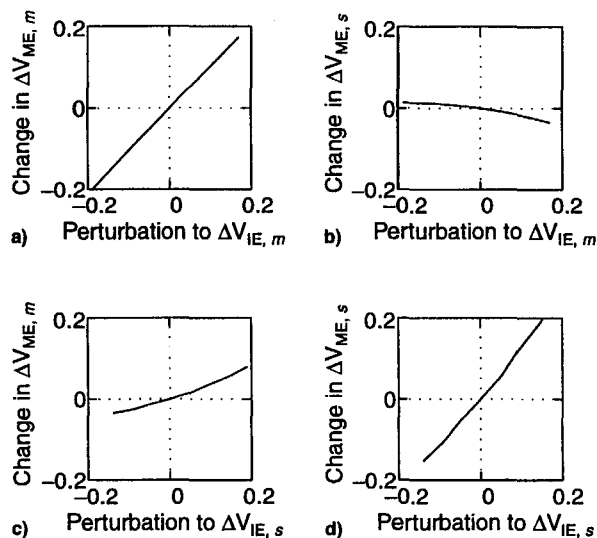 0.2
0
−0.2
Change in ΔV_ME, m
−0.2 0 0.2
a) Perturbation to ΔV_IE, m
0.2
0
−0.2
Change in ΔV_ME, s
−0.2 0 0.2
b) Perturbation to ΔV_IE, m
0.2
0
−0.2
Change in ΔV_ME, m
−0.2 0 0.2
c) Perturbation to ΔV_IE, s
0.2
0
−0.2
Change in ΔV_ME, s
−0.2 0 0.2
d) Perturbation to ΔV_IE, s